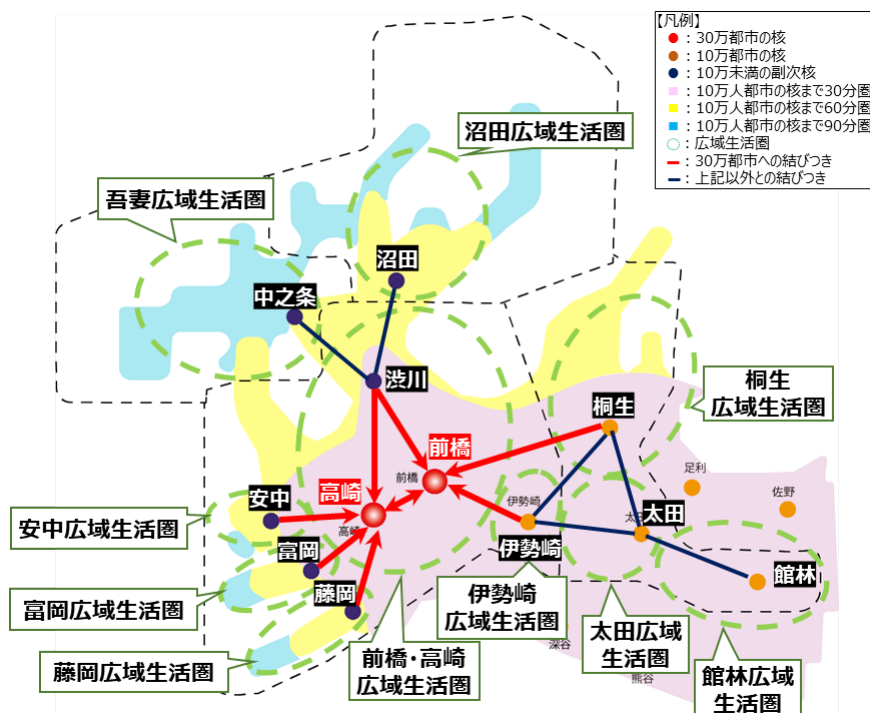 【凡例】
●：30万都市の核
●：10万都市の核
●：10万未満の副次核
■：10万人都市の核まで30分圏
■：10万人都市の核まで60分圏
■：10万人都市の核まで90分圏
○：広域生活圏
ー：30万都市への結びつき
ー：上記以外との結びつき
沼田広域生活圏
吾妻広域生活圏
沼田
中之条
渋川
桐生
広域生活圏
桐生
前橋
前橋
足利
高崎
安中
佐野
伊勢崎
太田
高崎
安中広域生活圏
富岡
伊勢崎
館林
藤岡
富岡広域生活圏
伊勢崎
広域生活圏
太田広域
生活圏
深谷
前橋・高崎
広域生活圏
藤岡広域生活圏
熊谷
館林広域
生活圏